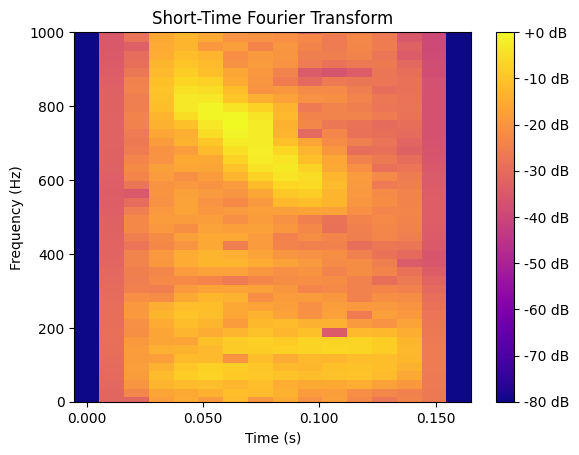 Short-Time Fourier Transform
1000
800
600
400
200
0
Frequency (Hz)
0.000
0.050
0.100
0.150
Time (s)
+0 dB
-10 dB
-20 dB
-30 dB
-40 dB
-50 dB
-60 dB
-70 dB
-80 dB